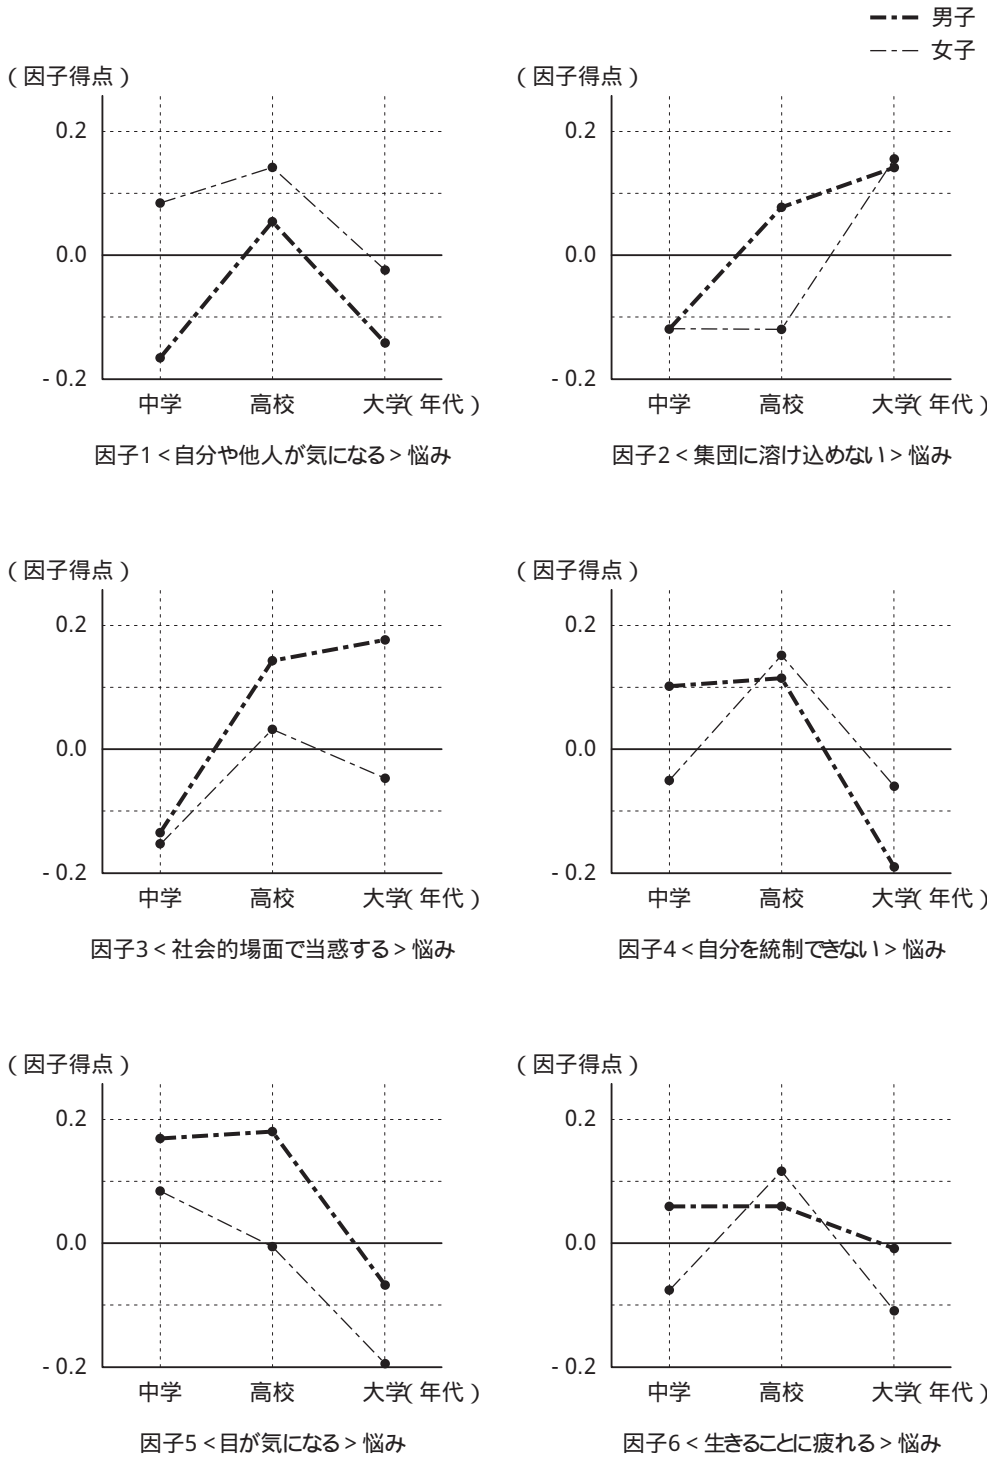 男子
女子
(因子得点)
0.2
0.0
-0.2
中学 高校 大学(年代)
因子1<自分や他人が気になる>悩み
(因子得点)
0.2
0.0
-0.2
中学 高校 大学(年代)
因子2<集団に溶け込めない>悩み
(因子得点)
0.2
0.0
-0.2
中学 高校 大学(年代)
因子3<社会的場面で当惑する>悩み
(因子得点)
0.2
0.0
-0.2
中学 高校 大学(年代)
因子4<自分を統制できない>悩み
(因子得点)
0.2
0.0
-0.2
中学 高校 大学(年代)
因子5<目が気になる>悩み
(因子得点)
0.2
0.0
-0.2
中学 高校 大学(年代)
因子6<生きることに疲れる>悩み